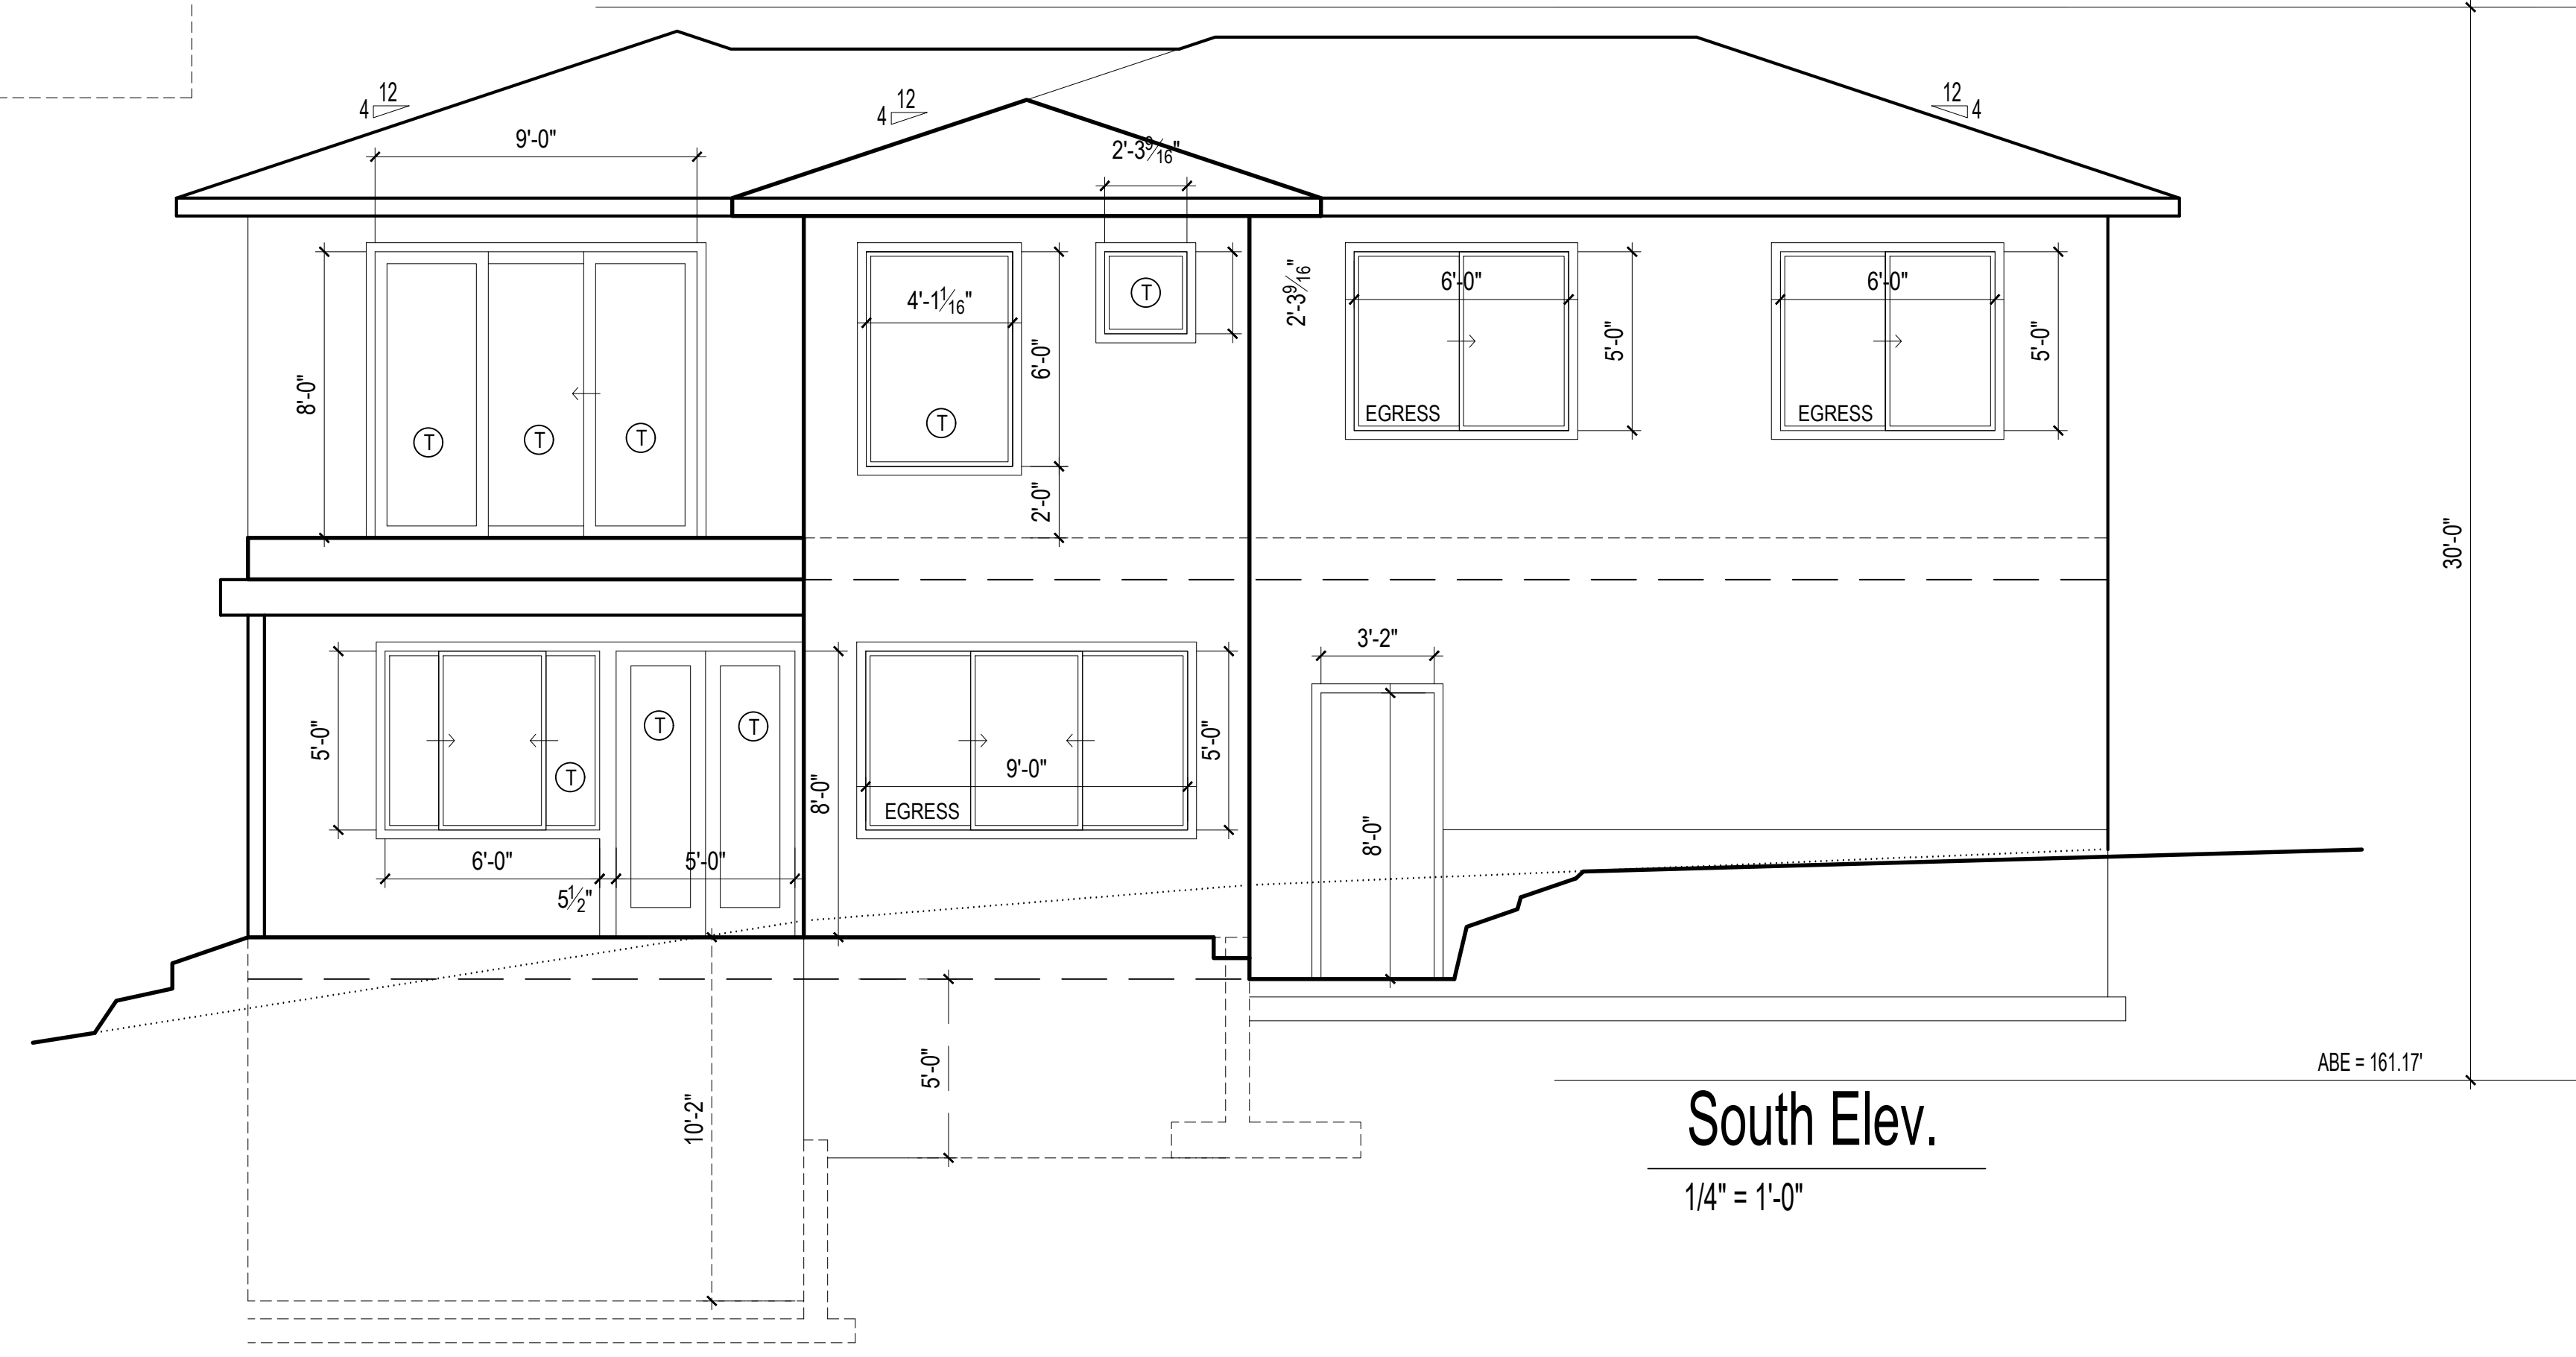 12
4
12
4
12
4
9'-0"
2'-3 9/16"
4'-1 1/16"
T
6'-0"
2'-3 9/16"
6'-0"
5'-0"
6'-0"
5'-0"
8'-0"
T
T
T
T
EGRESS
EGRESS
2'-0"
30'-0"
3'-2"
5'-0"
T
T
T
8'-0"
9'-0"
EGRESS
5'-0"
8'-0"
6'-0"
5 1/2"
5'-0"
10'-2"
5'-0"
ABE = 161.17'
South Elev.
1/4" = 1'-0"